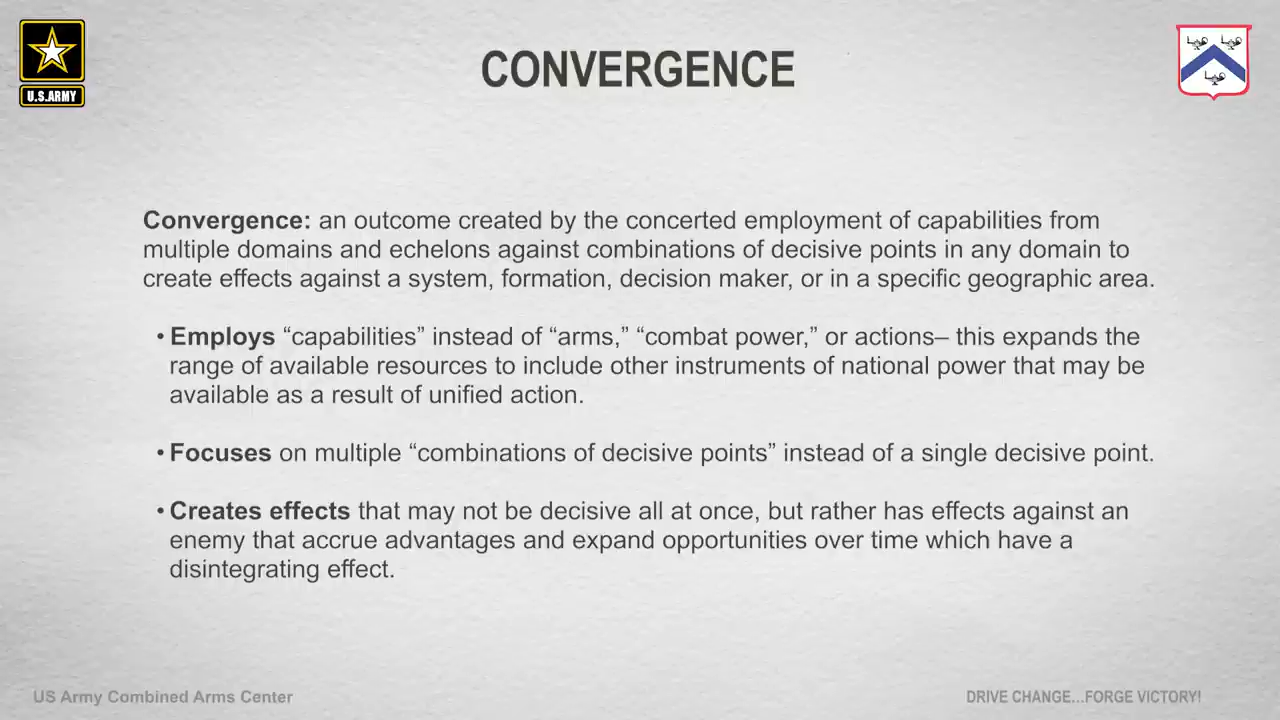 U.S.ARMY
CONVERGENCE
Convergence: an outcome created by the concerted employment of capabilities from
multiple domains and echelons against combinations of decisive points in any domain to
create effects against a system, formation, decision maker, or in a specific geographic area.
• Employs “capabilities” instead of “arms,” “combat power,” or actions– this expands the
range of available resources to include other instruments of national power that may be
available as a result of unified action.
• Focuses on multiple “combinations of decisive points” instead of a single decisive point.
• Creates effects that may not be decisive all at once, but rather has effects against an
enemy that accrue advantages and expand opportunities over time which have a
disintegrating effect.
US Army Combined Arms Center
DRIVE CHANGE...FORGE VICTORY!